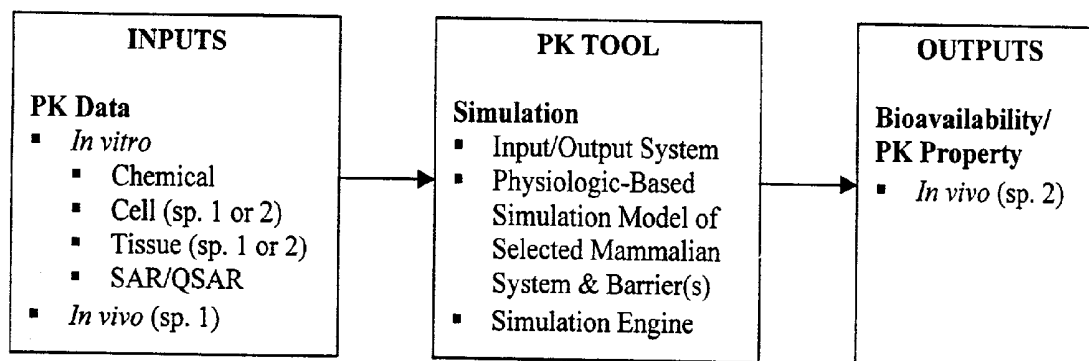 INPUTS
PK Data
▪ In vitro
▪ Chemical
▪ Cell (sp. 1 or 2)
▪ Tissue (sp. 1 or 2)
▪ SAR/QSAR
▪ In vivo (sp. 1)
PK TOOL
Simulation
▪ Input/Output System
▪ Physiologic-Based
Simulation Model of
Selected Mammalian
System & Barrier(s)
▪ Simulation Engine
OUTPUTS
Bioavailability/
PK Property
▪ In vivo (sp. 2)